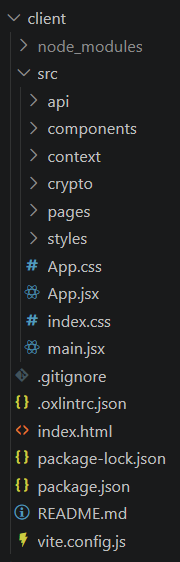 client
node_modules
src
api
components
context
crypto
pages
styles
App.css
App.jsx
index.css
main.jsx
.gitignore
.oxlintrc.json
index.html
package-lock.json
package.json
README.md
vite.config.js